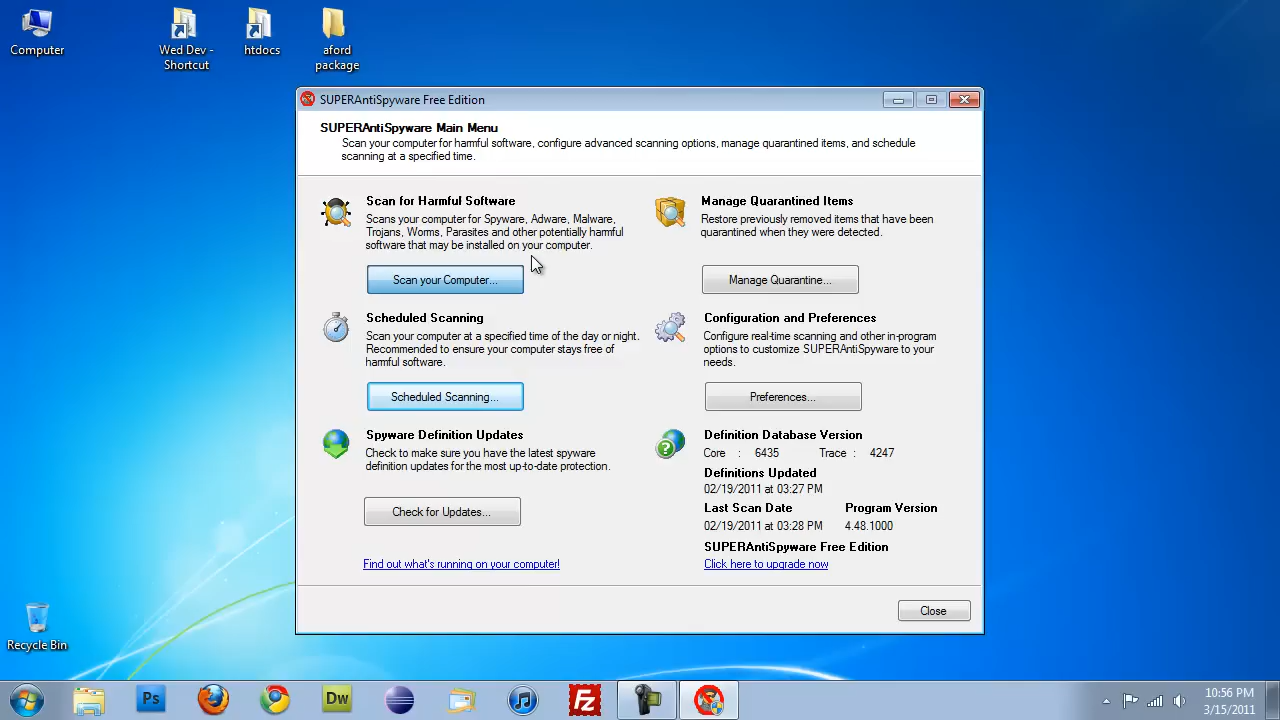 Computer
Wed Dev -
Shortcut
htdocs
aford
package
SUPERAntiSpyware Free Edition
SUPERAntiSpyware Main Menu
Scan your computer for harmful software, configure advanced scanning options, manage quarantined items, and schedule
scanning at a specified time.
Scan for Harmful Software
Scans your computer for Spyware, Adware, Malware,
Trojans, Worms, Parasites and other potentially harmful
software that may be installed on your computer.
Scan your Computer...
Manage Quarantined Items
Restore previously removed items that have been
quarantined when they were detected.
Manage Quarantine...
Scheduled Scanning
Scan your computer at a specified time of the day or night.
Recommended to ensure your computer stays free of
harmful software.
Scheduled Scanning...
Configuration and Preferences
Configure real-time scanning and other in-program
options to customize SUPERAntiSpyware to your
needs.
Preferences...
Spyware Definition Updates
Check to make sure you have the latest spyware
definition updates for the most up-to-date protection.
Check for Updates...
Find out what's running on your computer!
Definition Database Version
Core : 6435 Trace : 4247
Definitions Updated
02/19/2011 at 03:27 PM
Last Scan Date Program Version
02/19/2011 at 03:28 PM 4.48.1000
SUPERAntiSpyware Free Edition
Click here to upgrade now
Close
Recycle Bin
Ps
Dw
Fz
10:56 PM
3/15/2011